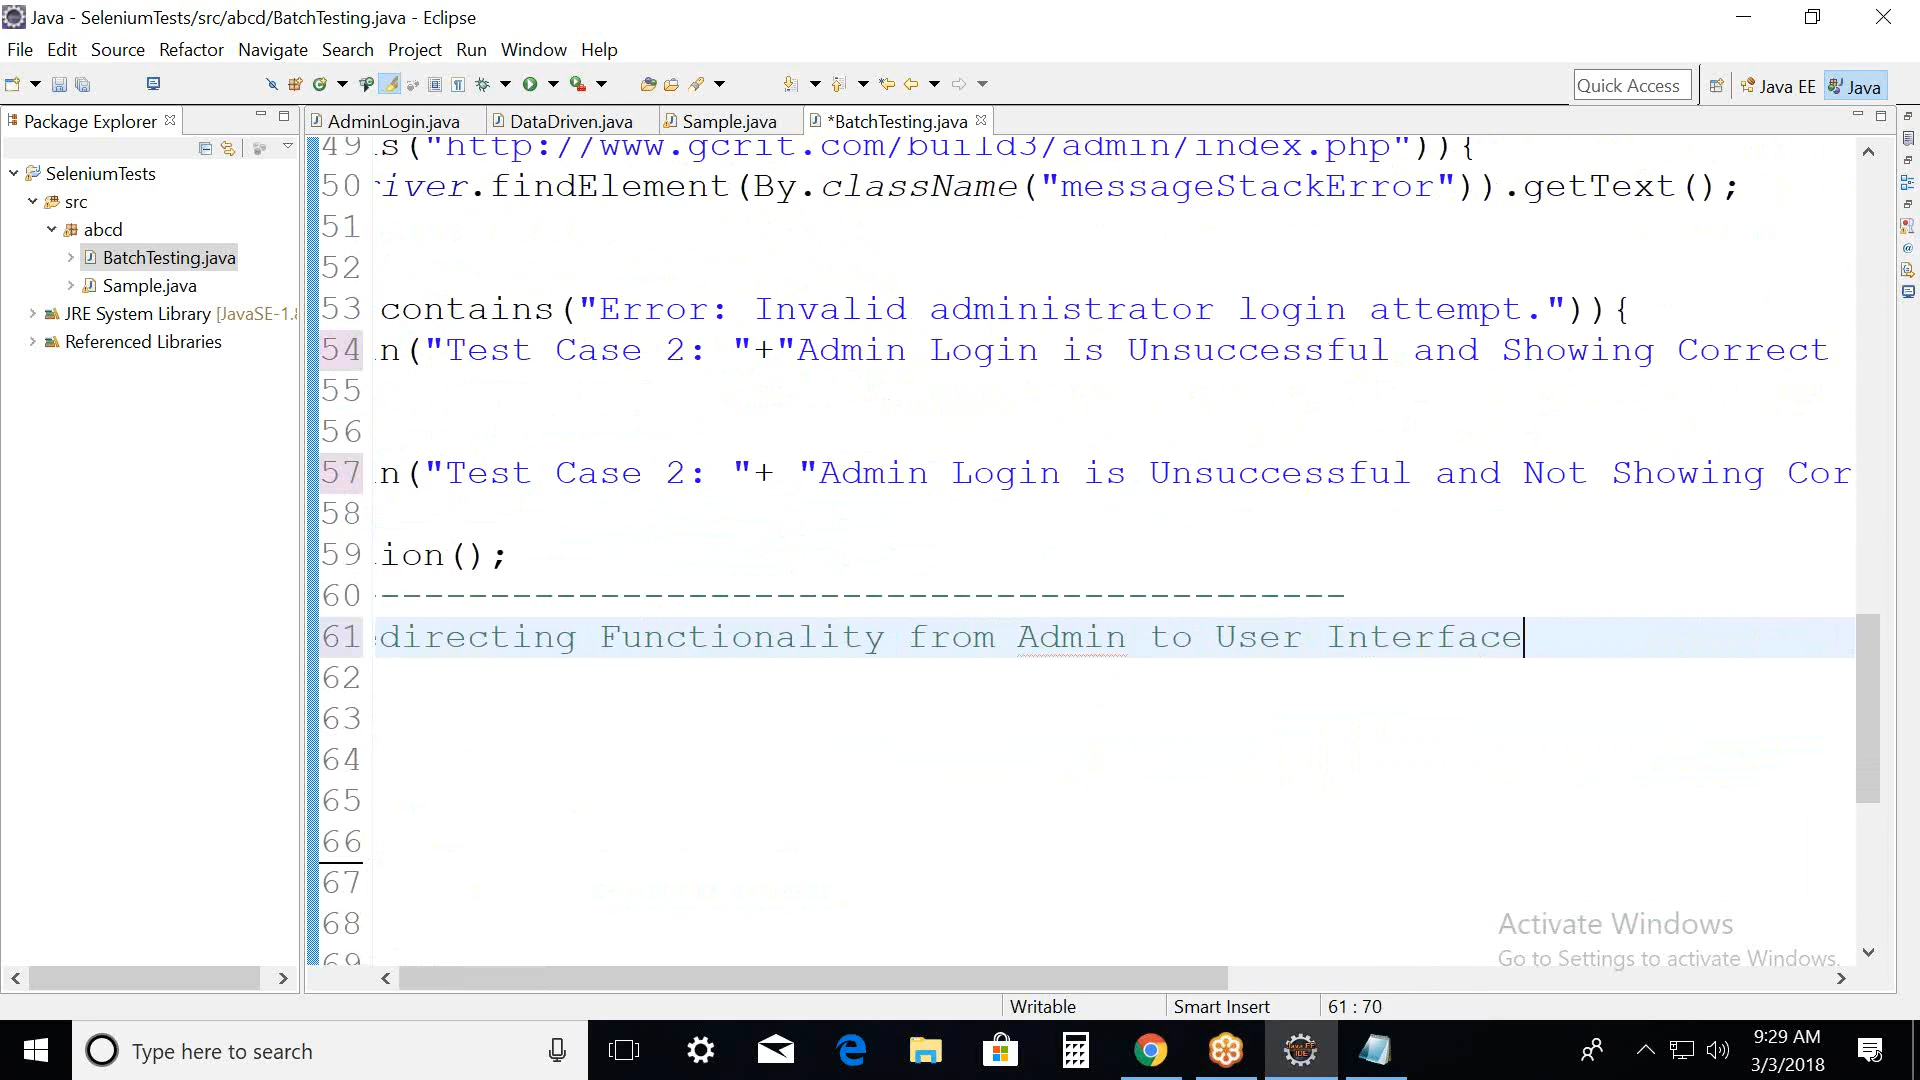 Java - SeleniumTests/src/abcd/BatchTesting.java - Eclipse
File Edit Source Refactor Navigate Search Project Run Window Help
Quick Access
Java EE
Java
Package Explorer
AdminLogin.java
DataDriven.java
Sample.java
*BatchTesting.java
SeleniumTests
src
abcd
BatchTesting.java
Sample.java
JRE System Library [JavaSE-1.8
Referenced Libraries
49 s("http://www.gcrit.com/build3/admin/index.php")){
50 river.findElement(By.className("messageStackError")).getText();
51
52
53 contains("Error: Invalid administrator login attempt.")){
54 n("Test Case 2: "+"Admin Login is Unsuccessful and Showing Correct
55
56
57 n("Test Case 2: "+ "Admin Login is Unsuccessful and Not Showing Cor
58
59 ion();
60 --------------------------------------------
61 edirecting Functionality from Admin to User Interface
62
63
64
65
66
67
68
69
Activate Windows
Go to Settings to activate Windows.
Writable
Smart Insert
61 : 70
Type here to search
9:29 AM
3/3/2018